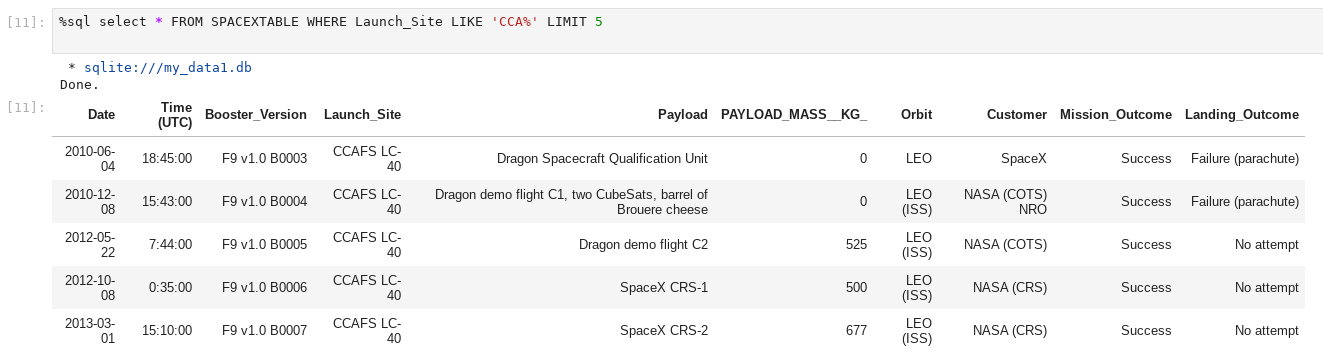 [11]: %sql select * FROM SPACEXTABLE WHERE Launch_Site LIKE 'CCA%' LIMIT 5
* sqlite:///my_data1.db
Done.
[11]: Date Time (UTC) Booster_Version Launch_Site Payload PAYLOAD_MASS__KG_ Orbit Customer Mission_Outcome Landing_Outcome
2010-06-04 18:45:00 F9 v1.0 B0003 CCAFS LC-40 Dragon Spacecraft Qualification Unit 0 LEO SpaceX Success Failure (parachute)
2010-12-08 15:43:00 F9 v1.0 B0004 CCAFS LC-40 Dragon demo flight C1, two CubeSats, barrel of Brouere cheese 0 LEO (ISS) NASA (COTS) NRO Success Failure (parachute)
2012-05-22 7:44:00 F9 v1.0 B0005 CCAFS LC-40 Dragon demo flight C2 525 LEO (ISS) NASA (COTS) Success No attempt
2012-10-08 0:35:00 F9 v1.0 B0006 CCAFS LC-40 SpaceX CRS-1 500 LEO (ISS) NASA (CRS) Success No attempt
2013-03-01 15:10:00 F9 v1.0 B0007 CCAFS LC-40 SpaceX CRS-2 677 LEO (ISS) NASA (CRS) Success No attempt